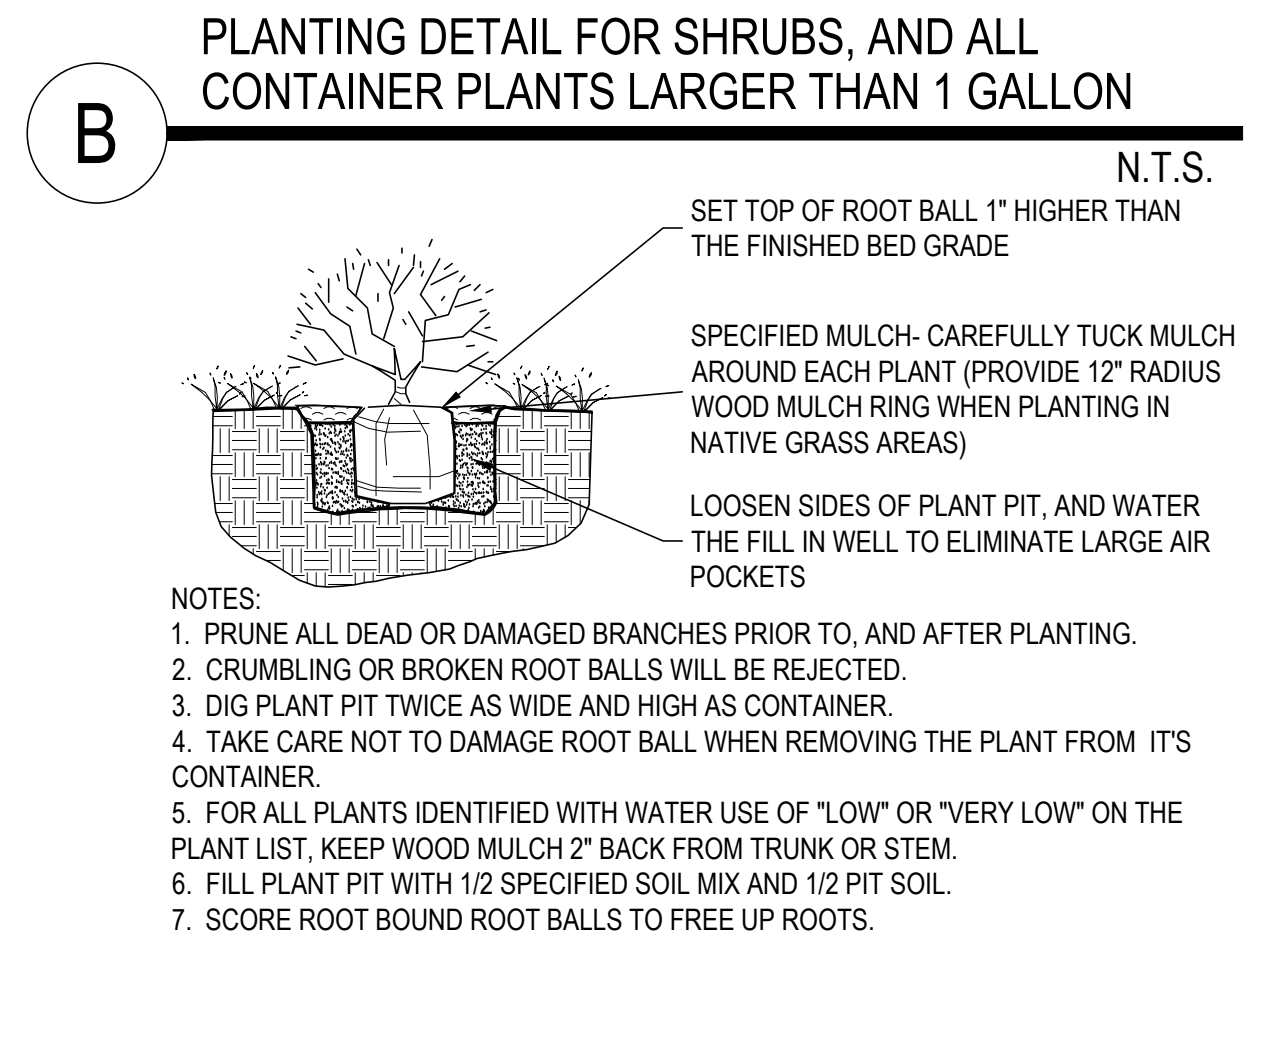 PLANTING DETAIL FOR SHRUBS, AND ALL
CONTAINER PLANTS LARGER THAN 1 GALLON
B
N.T.S.
SET TOP OF ROOT BALL 1" HIGHER THAN
THE FINISHED BED GRADE
SPECIFIED MULCH- CAREFULLY TUCK MULCH
AROUND EACH PLANT (PROVIDE 12" RADIUS
WOOD MULCH RING WHEN PLANTING IN
NATIVE GRASS AREAS)
LOOSEN SIDES OF PLANT PIT, AND WATER
THE FILL IN WELL TO ELIMINATE LARGE AIR
POCKETS
NOTES:
1. PRUNE ALL DEAD OR DAMAGED BRANCHES PRIOR TO, AND AFTER PLANTING.
2. CRUMBLING OR BROKEN ROOT BALLS WILL BE REJECTED.
3. DIG PLANT PIT TWICE AS WIDE AND HIGH AS CONTAINER.
4. TAKE CARE NOT TO DAMAGE ROOT BALL WHEN REMOVING THE PLANT FROM IT'S
CONTAINER.
5. FOR ALL PLANTS IDENTIFIED WITH WATER USE OF "LOW" OR "VERY LOW" ON THE
PLANT LIST, KEEP WOOD MULCH 2" BACK FROM TRUNK OR STEM.
6. FILL PLANT PIT WITH 1/2 SPECIFIED SOIL MIX AND 1/2 PIT SOIL.
7. SCORE ROOT BOUND ROOT BALLS TO FREE UP ROOTS.